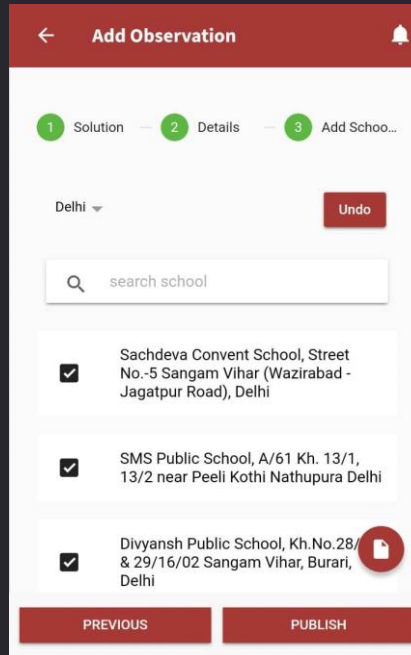 Add Observation
1 Solution 2 Details 3 Add Schoo...
Delhi
Undo
search school
Sachdeva Convent School, Street
No.-5 Sangam Vihar (Wazirabad -
Jagatpur Road), Delhi
SMS Public School, A/61 Kh. 13/1,
13/2 near Peeli Kothi Nathupura Delhi
Divyansh Public School, Kh.No.28/
& 29/16/02 Sangam Vihar, Burari,
Delhi
PREVIOUS
PUBLISH